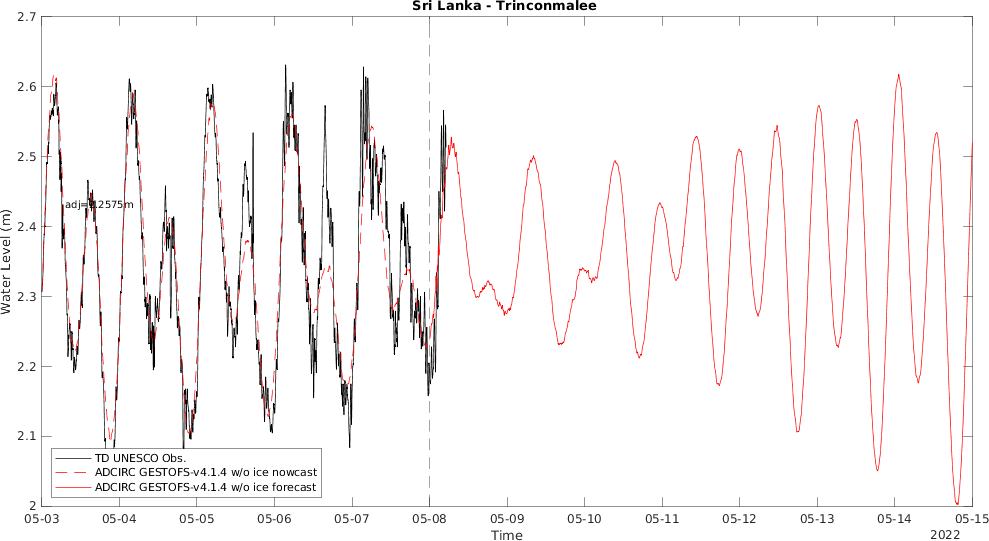 Sri Lanka - Trinconmalee
2.7
2.6
2.5
2.4
2.3
2.2
2.1
2
Water Level (m)
TD UNESCO Obs.
ADCIRC GESTOFS-v4.1.4 w/o ice nowcast
ADCIRC GESTOFS-v4.1.4 w/o ice forecast
05-03 05-04 05-05 05-06 05-07 05-08 05-09 05-10 05-11 05-12 05-13 05-14 05-15
Time
2022